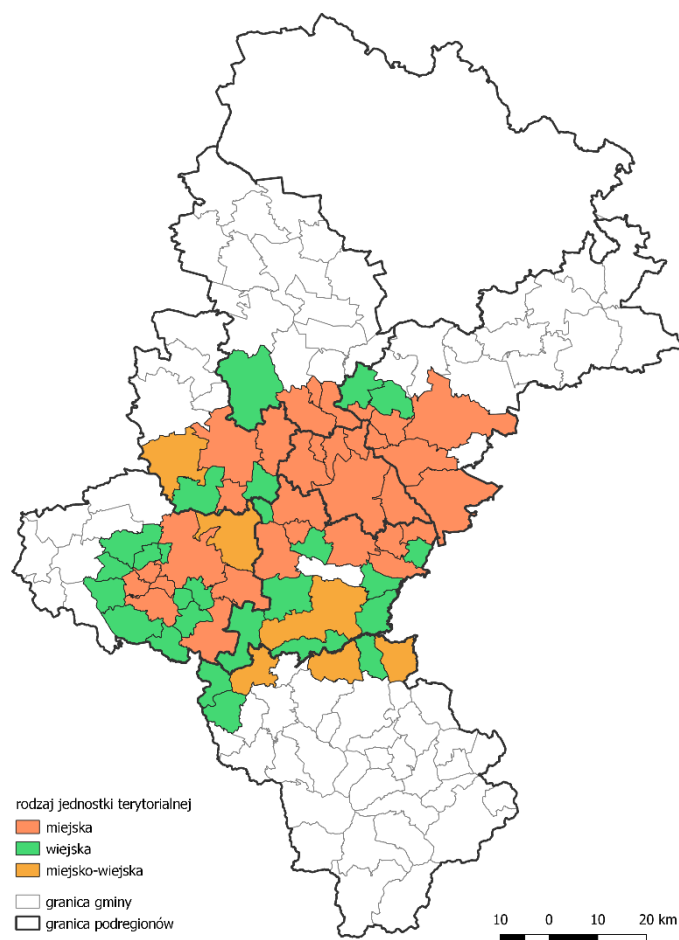 rodzaj jednostki terytorialnej
miejska
wiejska
miejsko-wiejska
granica gminy
granica podregionów
10 0 10 20 km